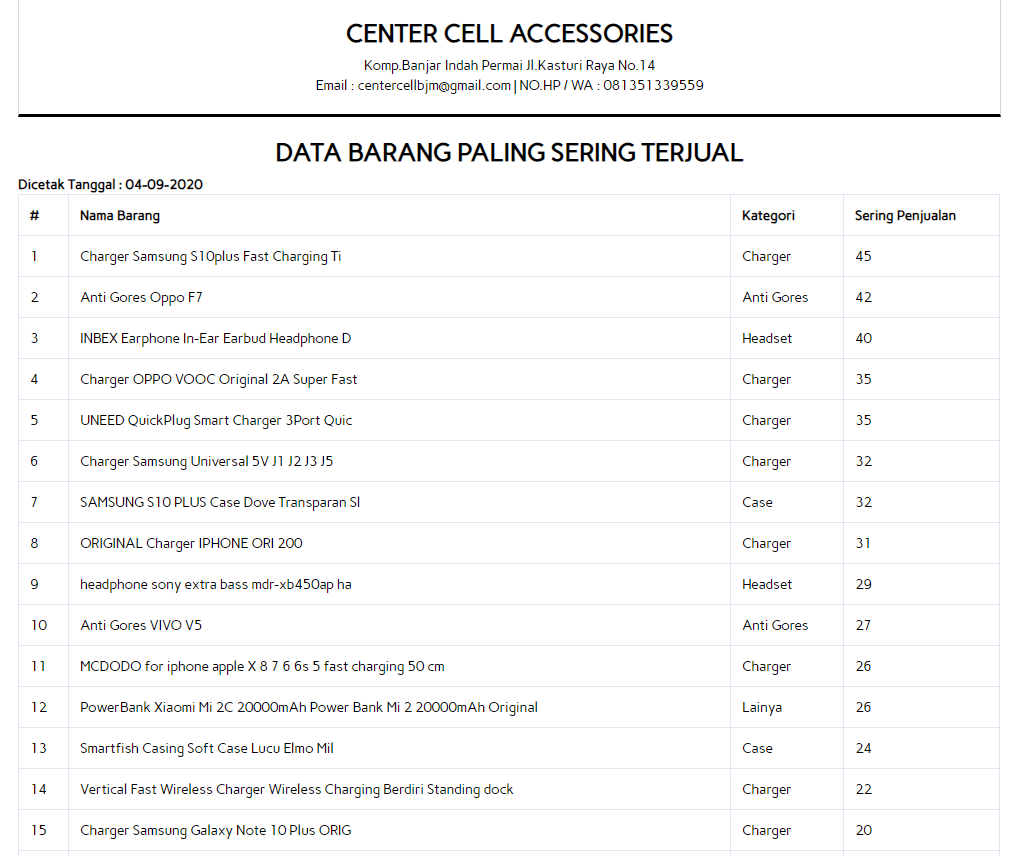 CENTER CELL ACCESSORIES
Komp.Banjar Indah Permai Jl.Kasturi Raya No.14
Email : centercellbjm@gmail.com | NO.HP / WA : 081351339559
DATA BARANG PALING SERING TERJUAL
Dicetak Tanggal : 04-09-2020
# Nama Barang Kategori Sering Penjualan
1 Charger Samsung S10plus Fast Charging Ti Charger 45
2 Anti Gores Oppo F7 Anti Gores 42
3 INBEX Earphone In-Ear Earbud Headphone D Headset 40
4 Charger OPPO VOOC Original 2A Super Fast Charger 35
5 UNEED QuickPlug Smart Charger 3Port Quic Charger 35
6 Charger Samsung Universal 5V J1 J2 J3 J5 Charger 32
7 SAMSUNG S10 PLUS Case Dove Transparan Sl Case 32
8 ORIGINAL Charger IPHONE ORI 200 Charger 31
9 headphone sony extra bass mdr-xb450ap ha Headset 29
10 Anti Gores VIVO V5 Anti Gores 27
11 MCDODO for iphone apple X 8 7 6 6s 5 fast charging 50 cm Charger 26
12 PowerBank Xiaomi Mi 2C 20000mAh Power Bank Mi 2 20000mAh Original Lainya 26
13 Smartfish Casing Soft Case Lucu Elmo Mil Case 24
14 Vertical Fast Wireless Charger Wireless Charging Berdiri Standing dock Charger 22
15 Charger Samsung Galaxy Note 10 Plus ORIG Charger 20